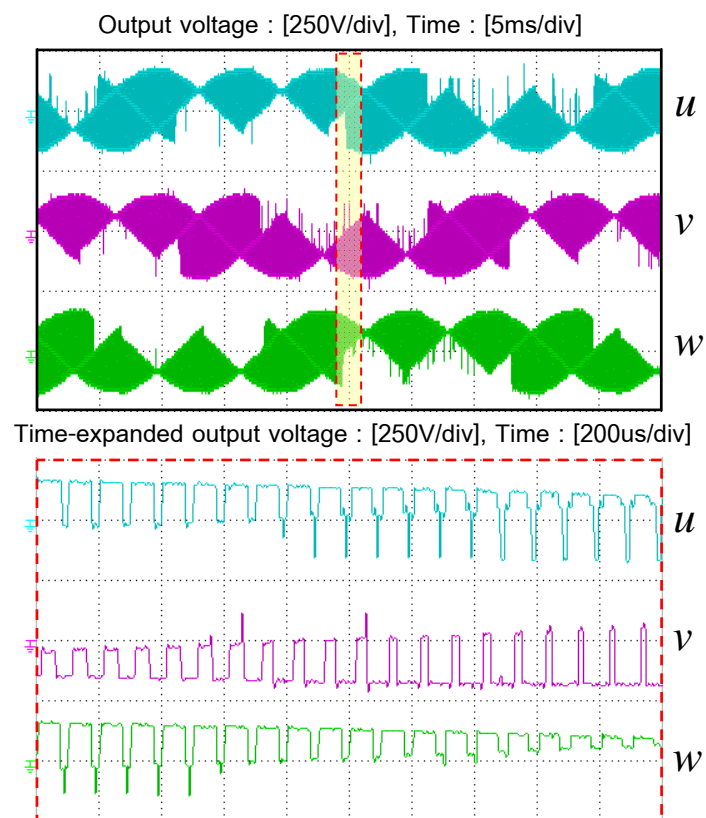 Output voltage : [250V/div], Time : [5ms/div]
u
v
w
Time-expanded output voltage : [250V/div], Time : [200us/div]
u
v
w